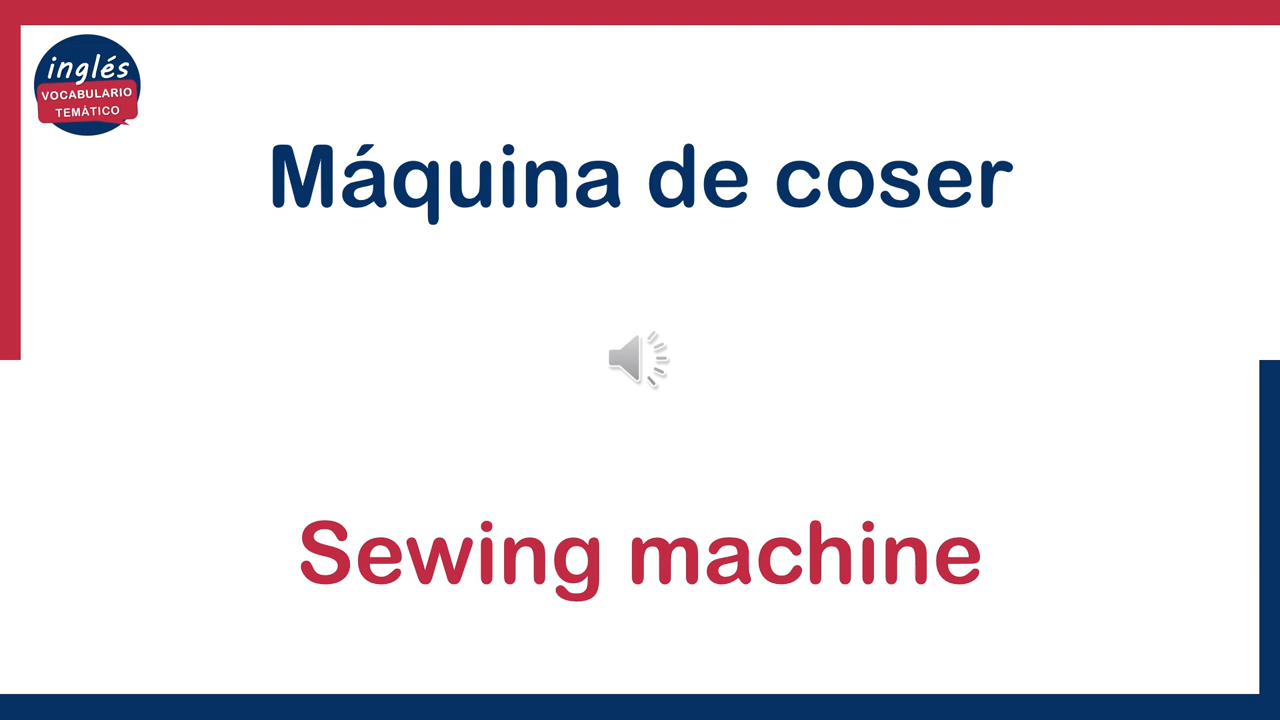 inglés
VOCABULARIO
TEMÁTICO
Máquina de coser
Sewing machine